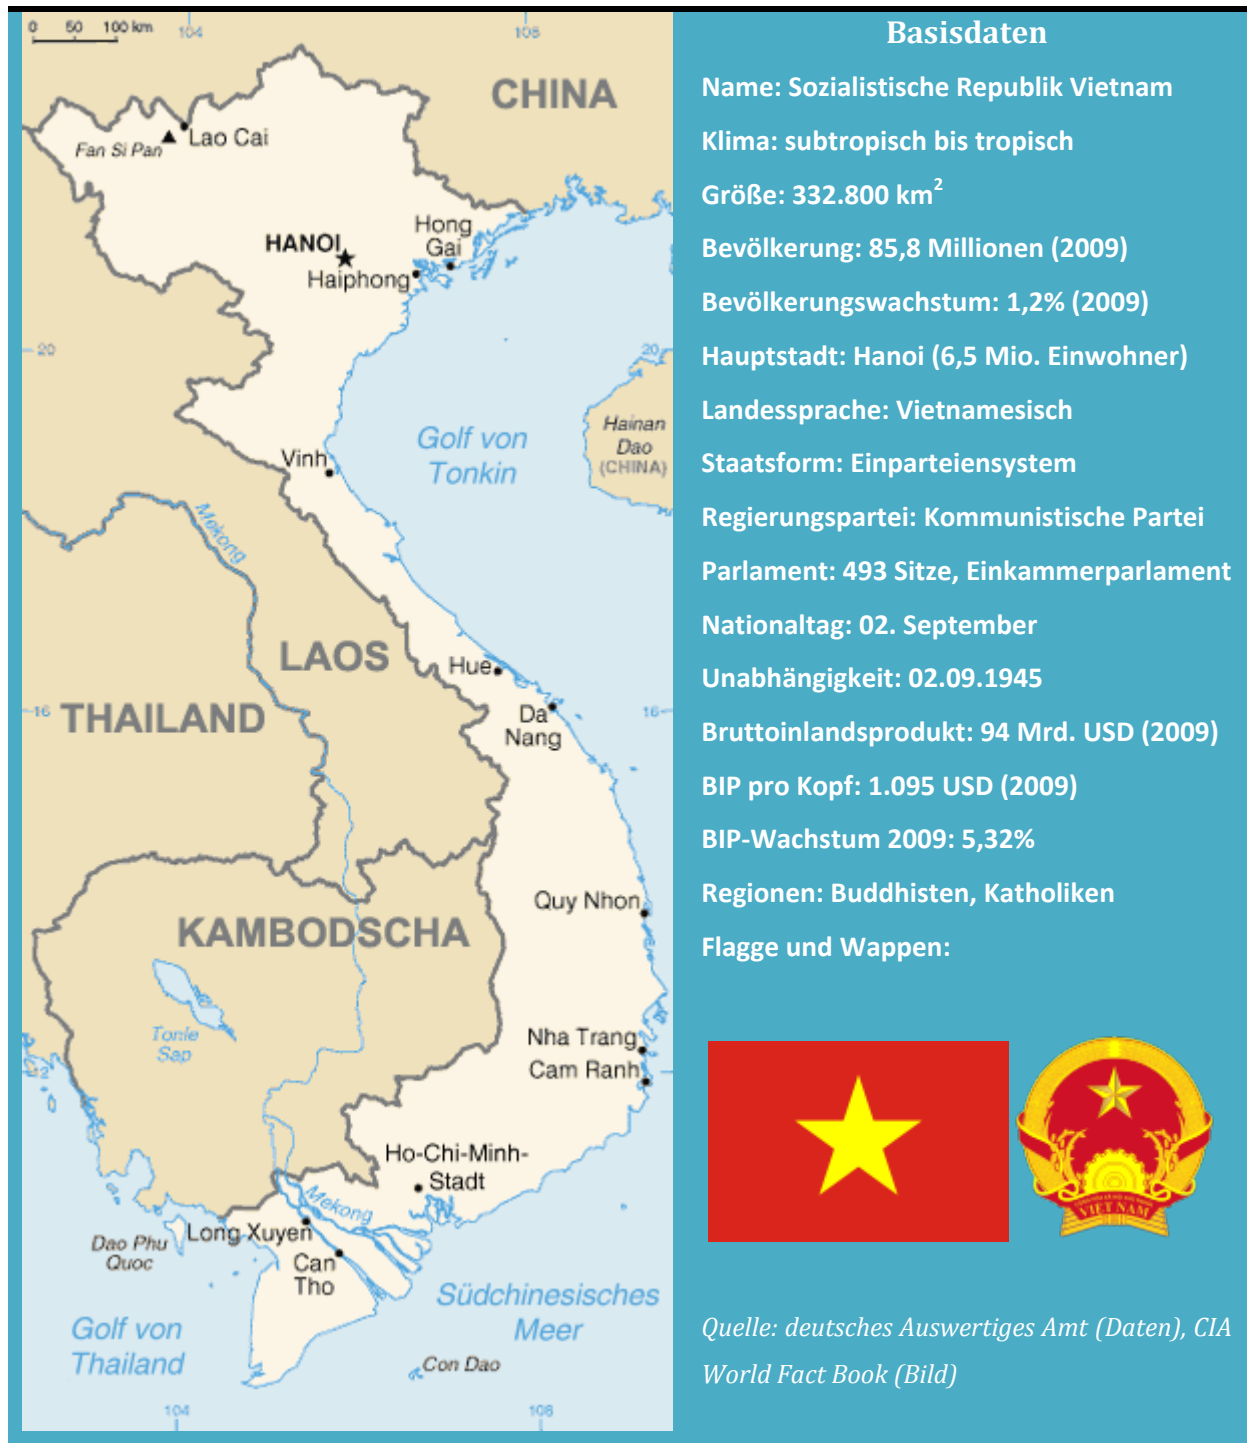 0 50 100 km
104
108
CHINA
Lao Cai
Fan Si Pan
HANOI
Hong
Gai
Haiphong
20
20
Hainan
Dao
(CHINA)
Golf von
Tonkin
Vinh
Mekong
LAOS
Hue
THAILAND
16
16
Da
Nang
Quy Nhon
KAMBODSCHA
Tonle
Sap
Nha Trang
Cam Ranh
12
Ho-Chi-Minh-
Stadt
Mekong
Long Xuyen
Dao Phu
Quoc
Can
Tho
Südchinesisches
Meer
Golf von
Thailand
Con Dao
104
108
Basisdaten
Name: Sozialistische Republik Vietnam
Klima: subtropisch bis tropisch
Größe: 332.800 km²
Bevölkerung: 85,8 Millionen (2009)
Bevölkerungswachstum: 1,2% (2009)
Hauptstadt: Hanoi (6,5 Mio. Einwohner)
Landessprache: Vietnamesisch
Staatsform: Einparteiensystem
Regierungspartei: Kommunistische Partei
Parlament: 493 Sitze, Einkammerparlament
Nationaltag: 02. September
Unabhängigkeit: 02.09.1945
Bruttoinlandsprodukt: 94 Mrd. USD (2009)
BIP pro Kopf: 1.095 USD (2009)
BIP-Wachstum 2009: 5,32%
Regionen: Buddhisten, Katholiken
Flagge und Wappen:
VIET NAM
Quelle: deutsches Auswertiges Amt (Daten), CIA
World Fact Book (Bild)